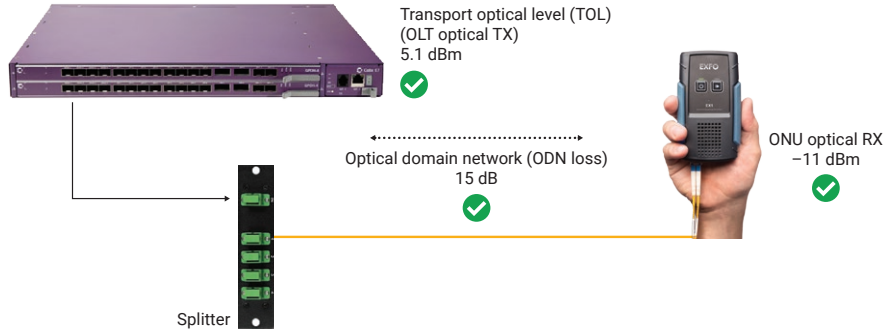 Transport optical level (TOL)
(OLT optical TX)
5.1 dBm
EXFO
ONU optical RX
–11 dBm
Optical domain network (ODN loss)
15 dB
Splitter